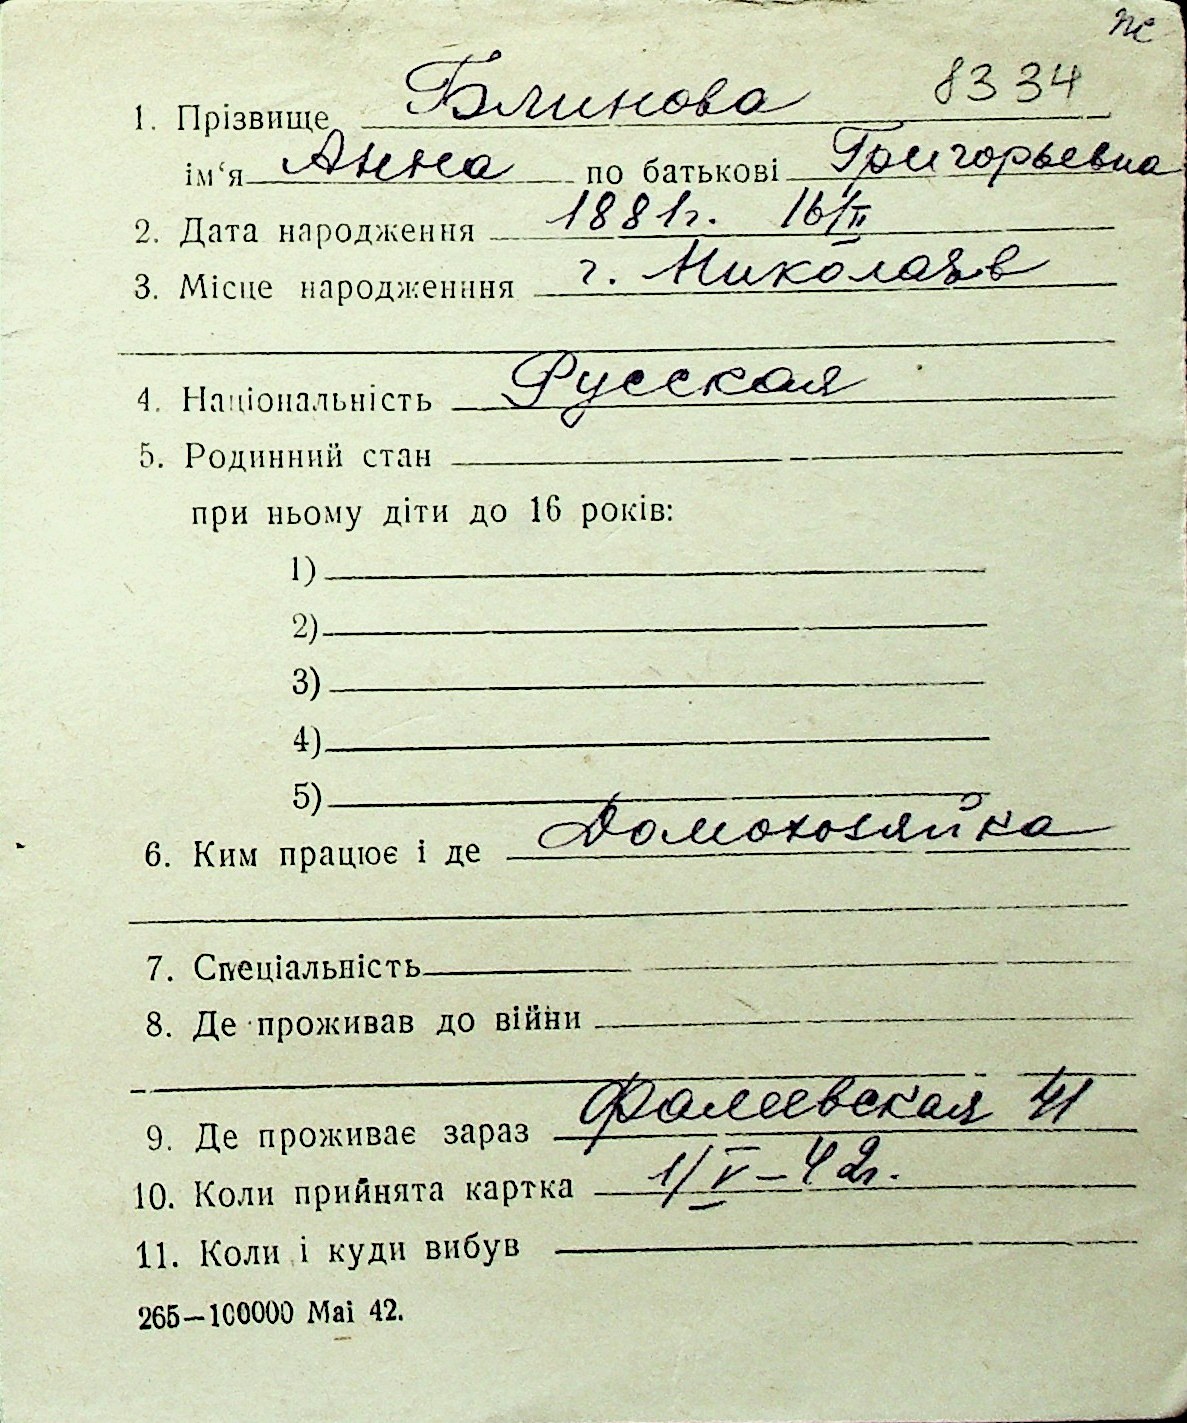 пс
8334
1. Прізвище Блинова
ім‘я Анна по батькові Григорьевна
2. Дата народження 1881г. 16/II
3. Місце народженння г. Николаев
4. Національність Русская
5. Родинний стан
при ньому діти до 16 років:
1)
2)
3)
4)
5)
6. Ким працює і де Домохозяйка
7. Спеціальність
8. Де проживав до війни
9. Де проживає зараз Фалеевская 41
10. Коли прийнята картка 1/V–42г.
11. Коли і куди вибув
265—100000 Маі 42.